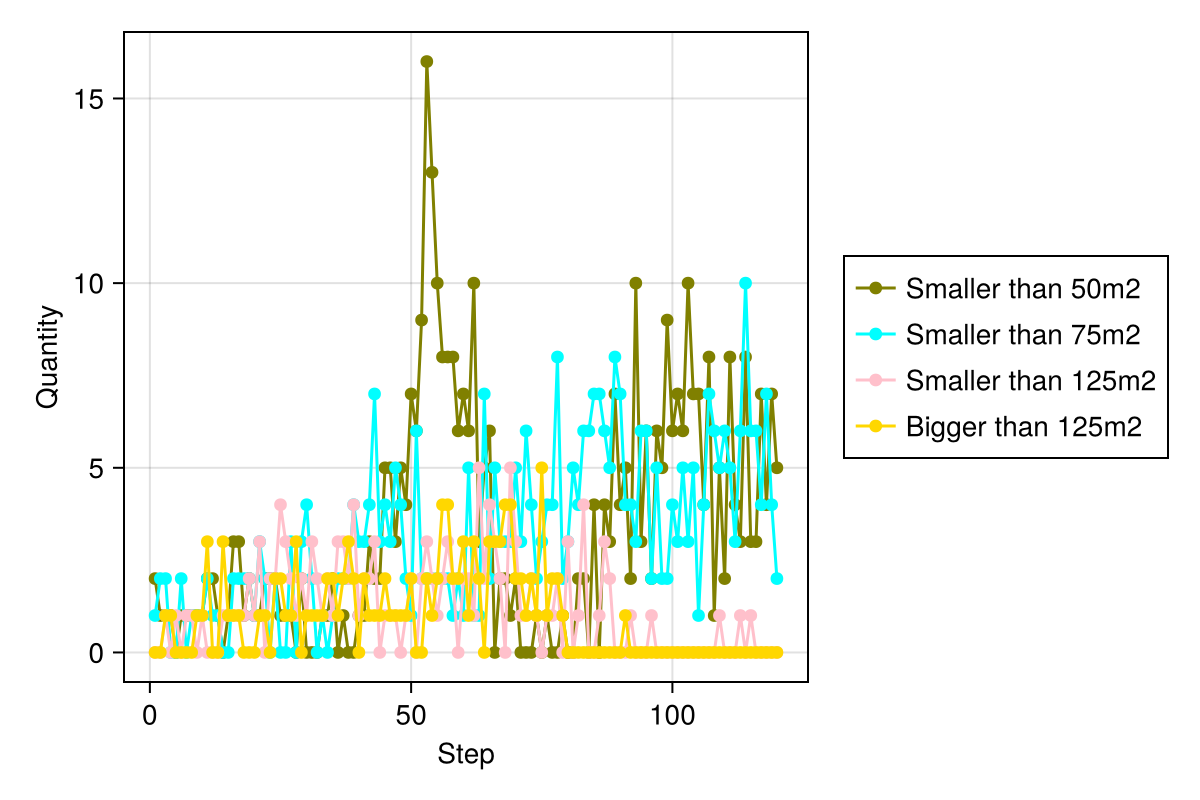 15
10
5
0
Quantity
0 50 100
Step
Smaller than 50m2
Smaller than 75m2
Smaller than 125m2
Bigger than 125m2